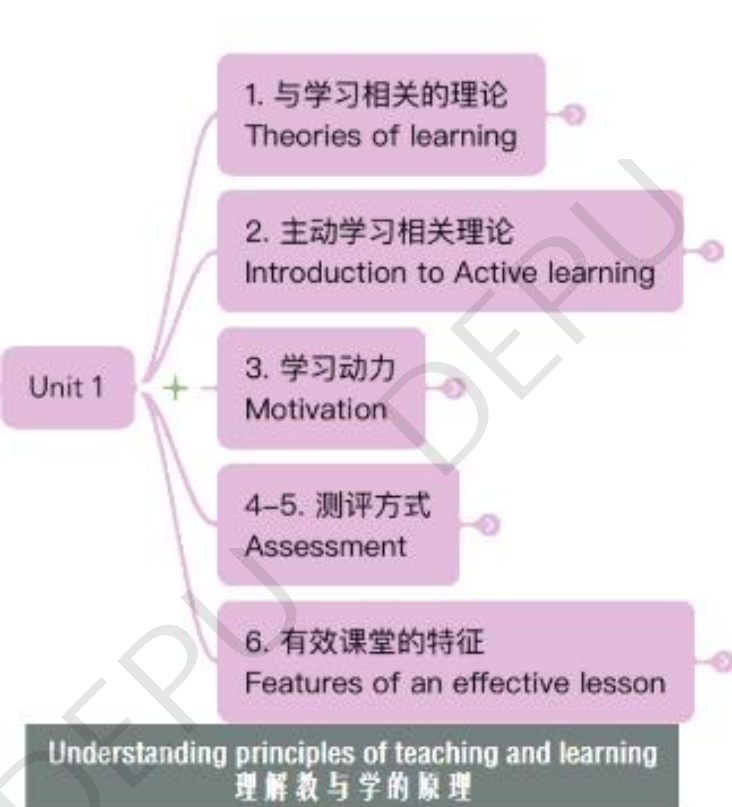 1. 与学习相关的理论
Theories of learning
2. 主动学习相关理论
Introduction to Active learning
Unit 1
3. 学习动力
Motivation
4–5. 测评方式
Assessment
6. 有效课堂的特征
Features of an effective lesson
Understanding principles of teaching and learning
理解教与学的原理
DEPU DEPU